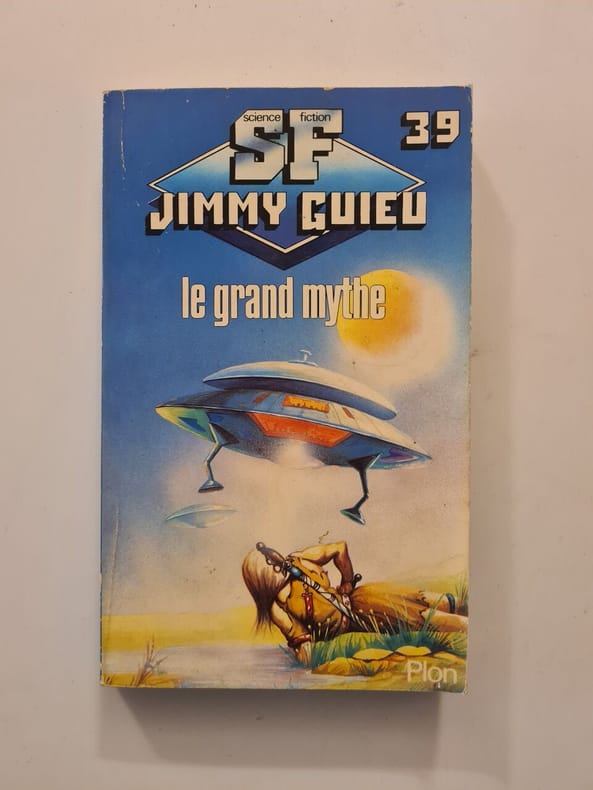 science fiction
SF
39
JIMMY GUIEU
le grand mythe
Plon